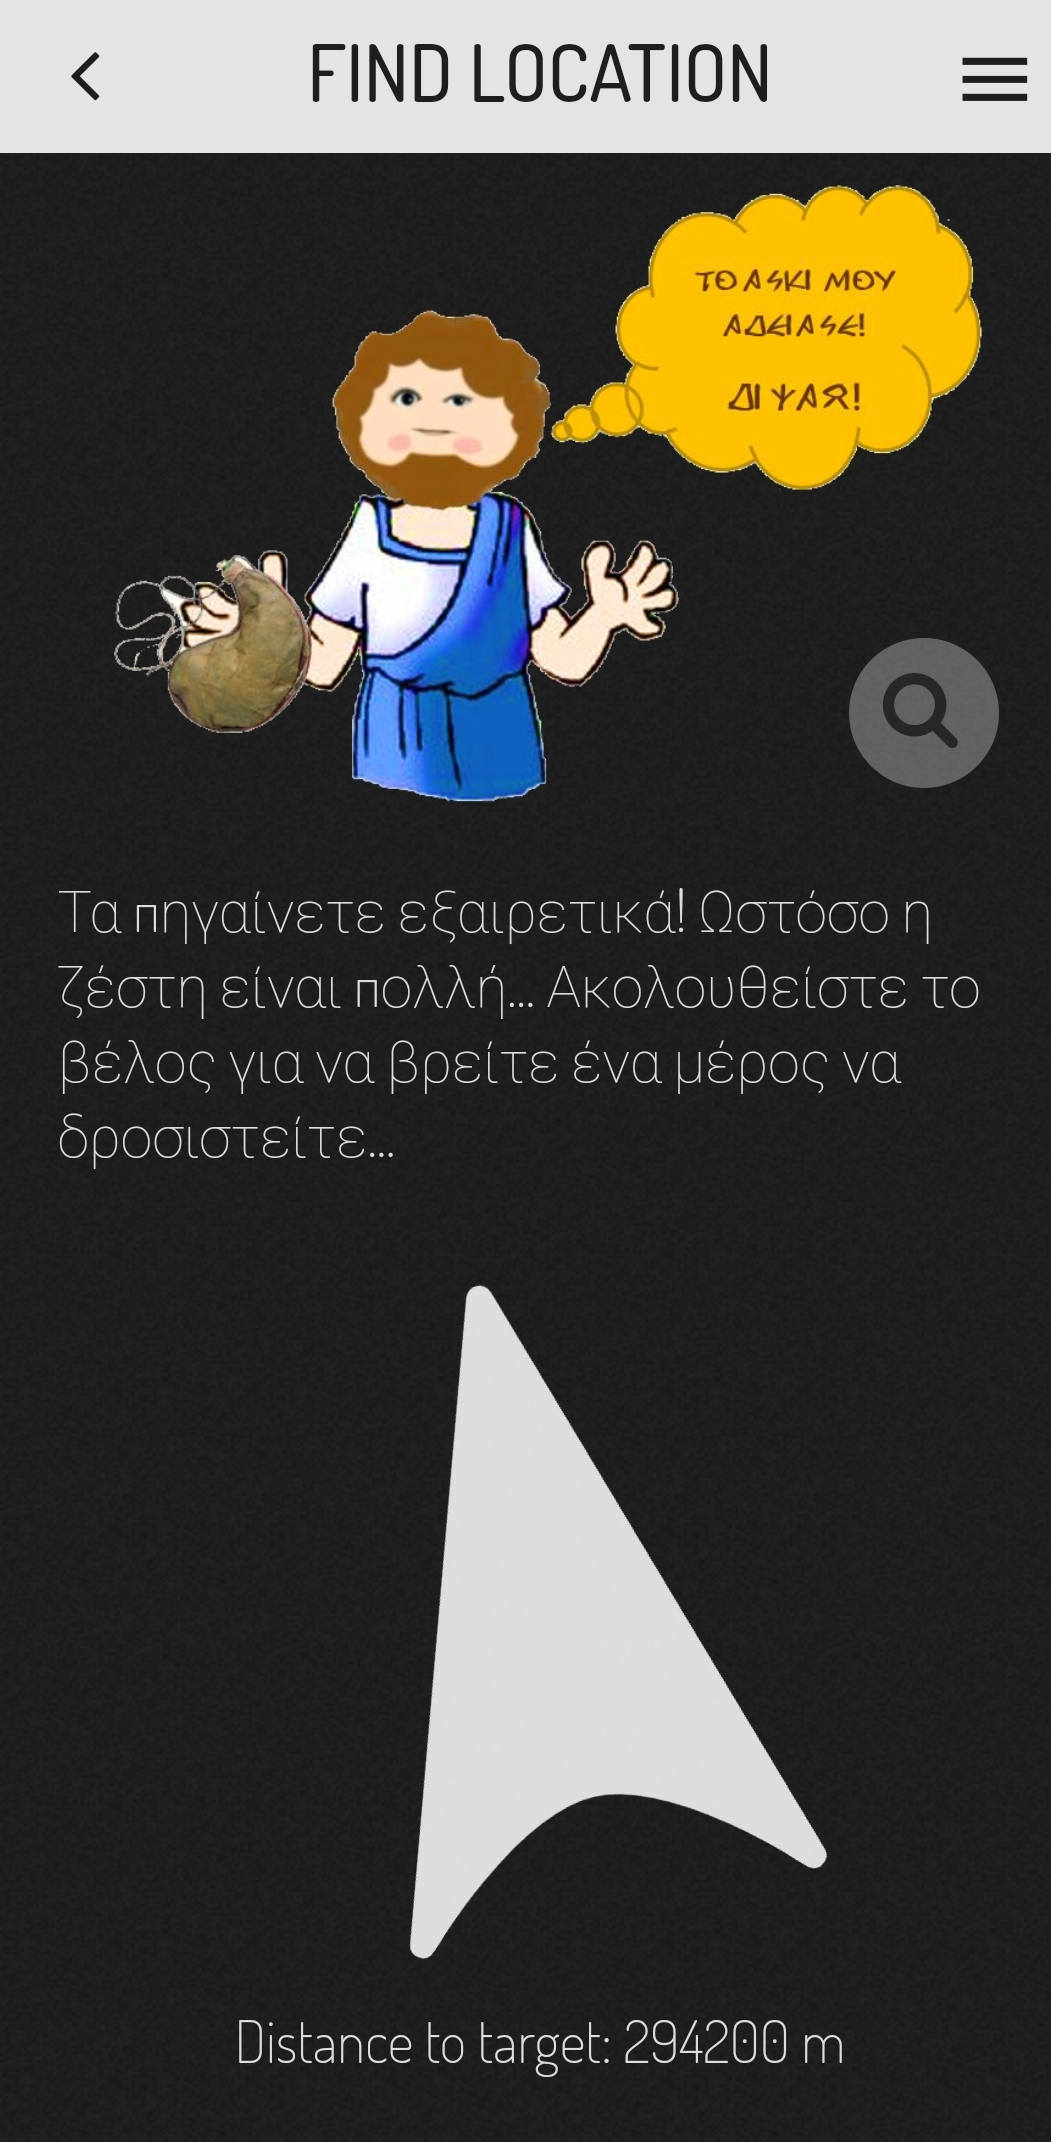 FIND LOCATION
ΤΟ ΑΣΚΙ ΜΟΥ
ΑΔΕΙΑΣΕ!
ΔΙΨΑΩ!
Τα πηγαίνετε εξαιρετικά! Ωστόσο η
ζέστη είναι πολλή... Ακολουθείστε το
βέλος για να βρείτε ένα μέρος να
δροσιστείτε...
Distance to target: 294200 m